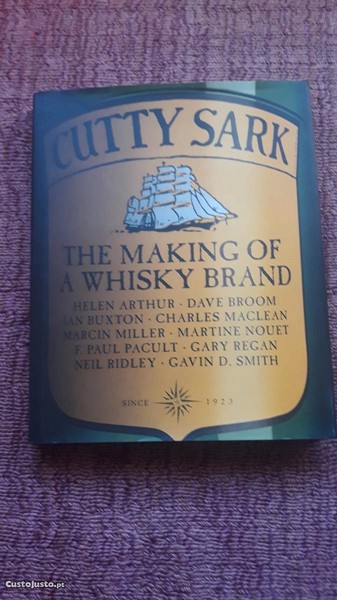 CUTTY SARK
THE MAKING OF
A WHISKY BRAND
HELEN ARTHUR · DAVE BROOM
IAN BUXTON · CHARLES MACLEAN
MARCIN MILLER · MARTINE NOUET
F. PAUL PACULT · GARY REGAN
NEIL RIDLEY · GAVIN D. SMITH
SINCE 1923
CustoJusto.pt